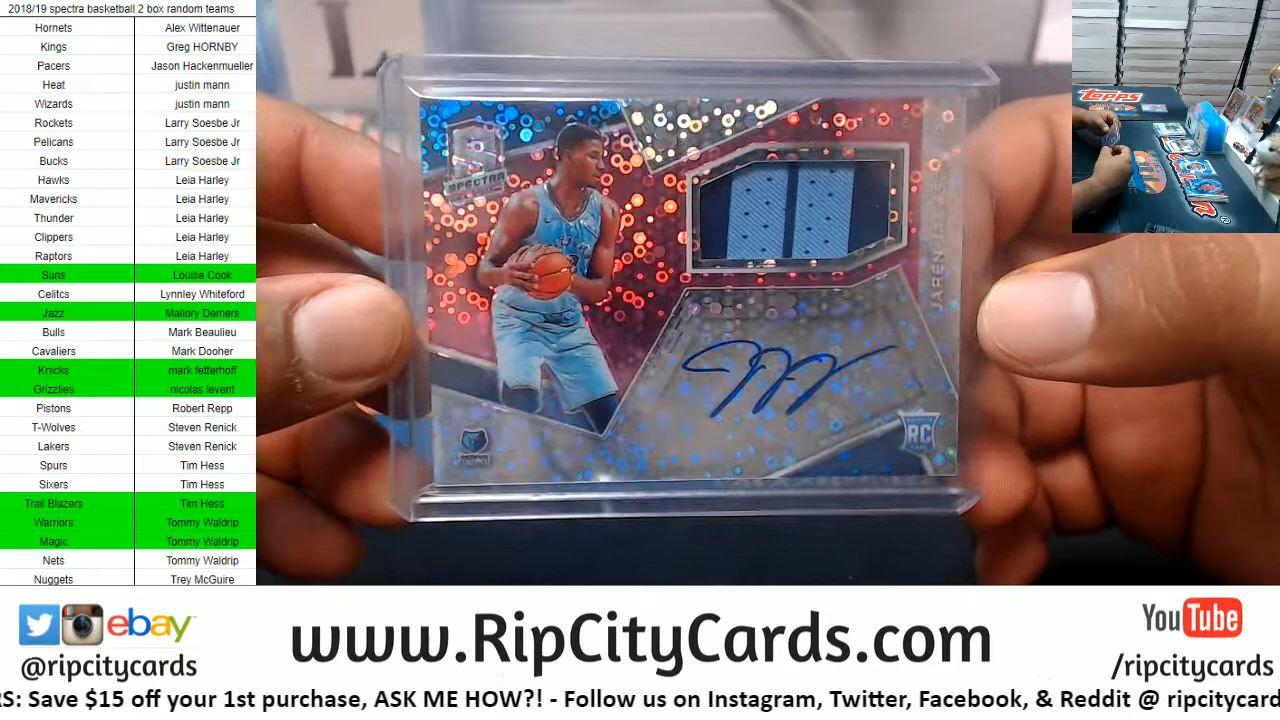 2018/19 spectra basketball 2 box random teams
Hornets Alex Wittenauer
Kings Greg HORNBY
Pacers Jason Hackenmueller
Heat justin mann
Wizards justin mann
Rockets Larry Soesbe Jr
Pelicans Larry Soesbe Jr
Bucks Larry Soesbe Jr
Hawks Leia Harley
Mavericks Leia Harley
Thunder Leia Harley
Clippers Leia Harley
Raptors Leia Harley
Suns Louise Cook
Celitcs Lynnley Whiteford
Jazz Mallory Demers
Bulls Mark Beaulieu
Cavaliers Mark Dooher
Knicks mark fetterhoff
Grizzlies nicolas levent
Pistons Robert Repp
T-Wolves Steven Renick
Lakers Steven Renick
Spurs Tim Hess
Sixers Tim Hess
Trail Blazers Tim Hess
Warriors Tommy Waldrip
Magic Tommy Waldrip
Nets Tommy Waldrip
Nuggets Trey McGuire
SPECTRA
JAREN
RC
TOPPS
ebay
@ripcitycards
www.RipCityCards.com
YouTube
/ripcitycards
RS: Save $15 off your 1st purchase, ASK ME HOW?! - Follow us on Instagram, Twitter, Facebook, & Reddit @ ripcitycard